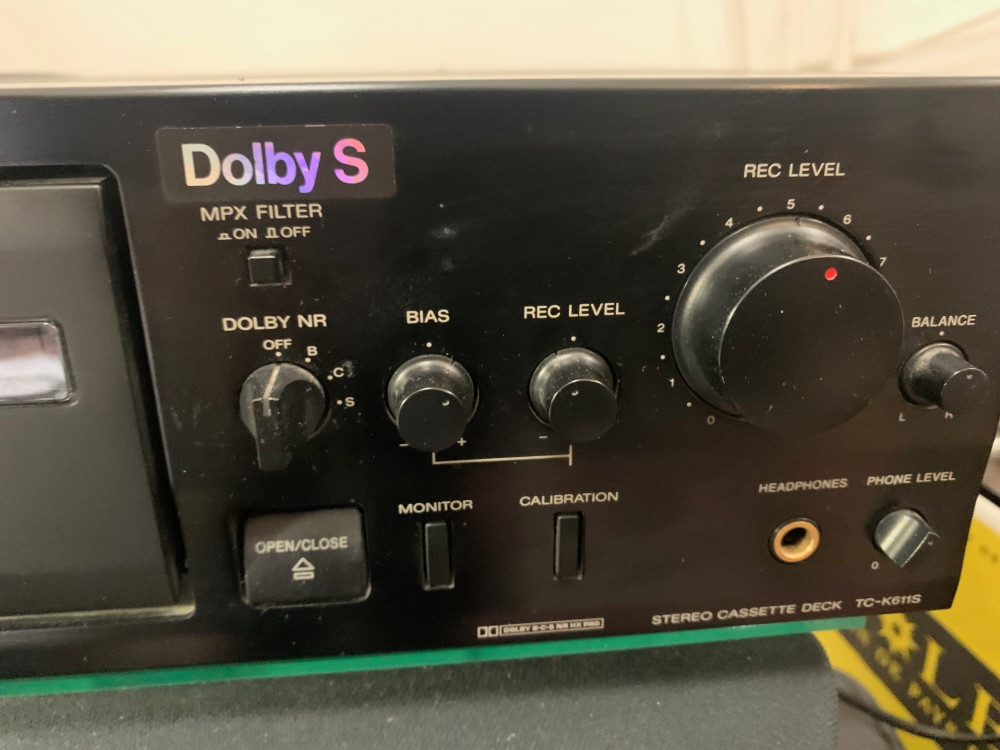 Dolby S
MPX FILTER
ON OFF
DOLBY NR
OFF
B
C
S
BIAS
- +
REC LEVEL
-
REC LEVEL
0 1 2 3 4 5 6 7
BALANCE
L R
OPEN/CLOSE
MONITOR
CALIBRATION
HEADPHONES
PHONE LEVEL
0
DOLBY B-C-S NR HX PRO
STEREO CASSETTE DECK TC-K611S